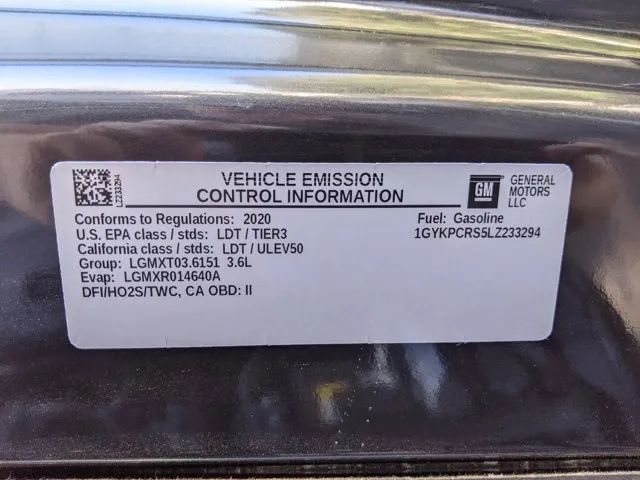 LZ233294
VEHICLE EMISSION
CONTROL INFORMATION
GM
GENERAL
MOTORS
LLC
Conforms to Regulations: 2020
U.S. EPA class / stds: LDT / TIER3
California class / stds: LDT / ULEV50
Group: LGMXT03.6151 3.6L
Evap: LGMXR014640A
DFI/HO2S/TWC, CA OBD: II
Fuel: Gasoline
1GYKPCRS5LZ233294